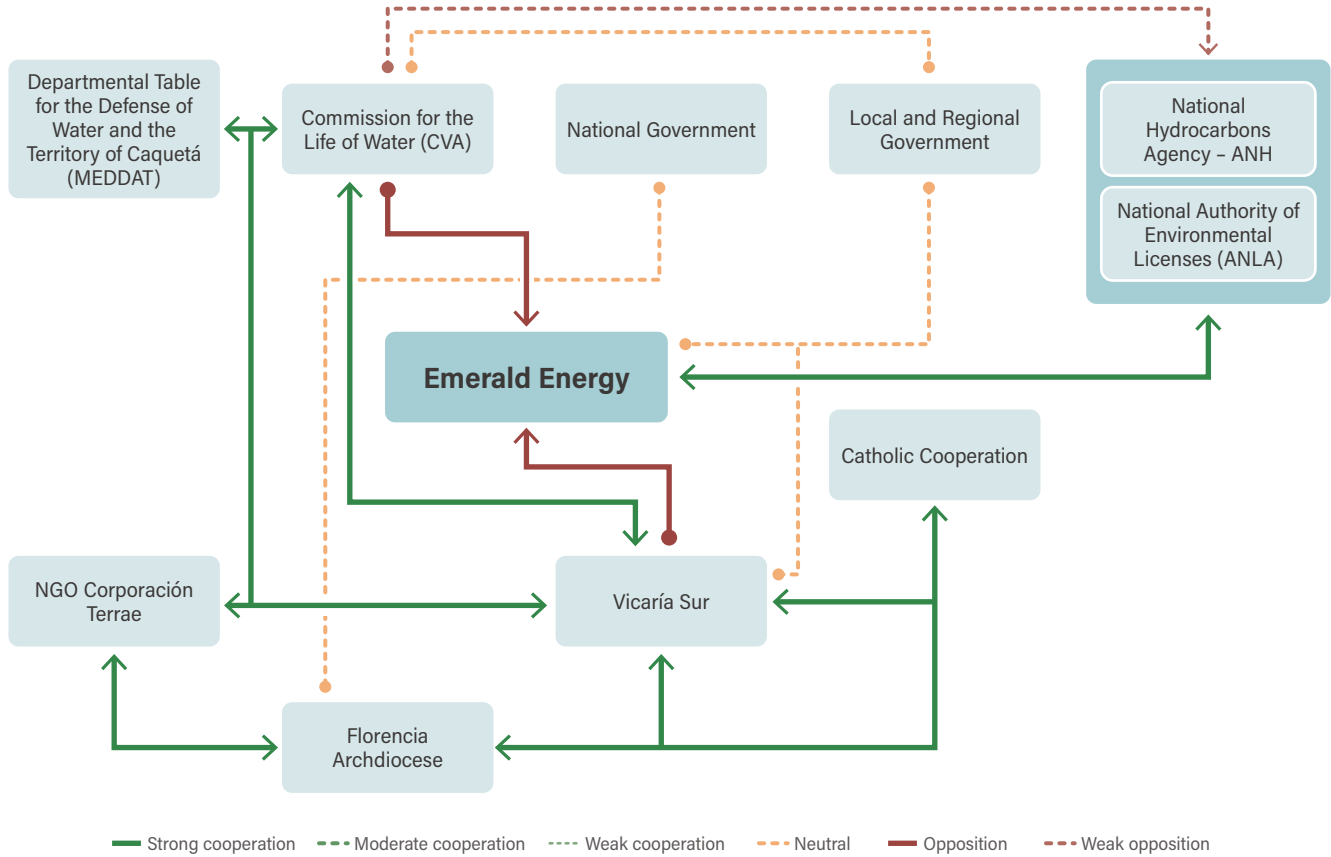 Departmental Table
for the Defense of
Water and the
Territory of Caquetá
(MEDDAT)
Commission for the
Life of Water (CVA)
National Government
Local and Regional
Government
National
Hydrocarbons
Agency – ANH
National Authority of
Environmental
Licenses (ANLA)
Emerald Energy
Catholic Cooperation
NGO Corporación
Terrae
Vicaría Sur
Florencia
Archdiocese
Strong cooperation
Moderate cooperation
Weak cooperation
Neutral
Opposition
Weak opposition